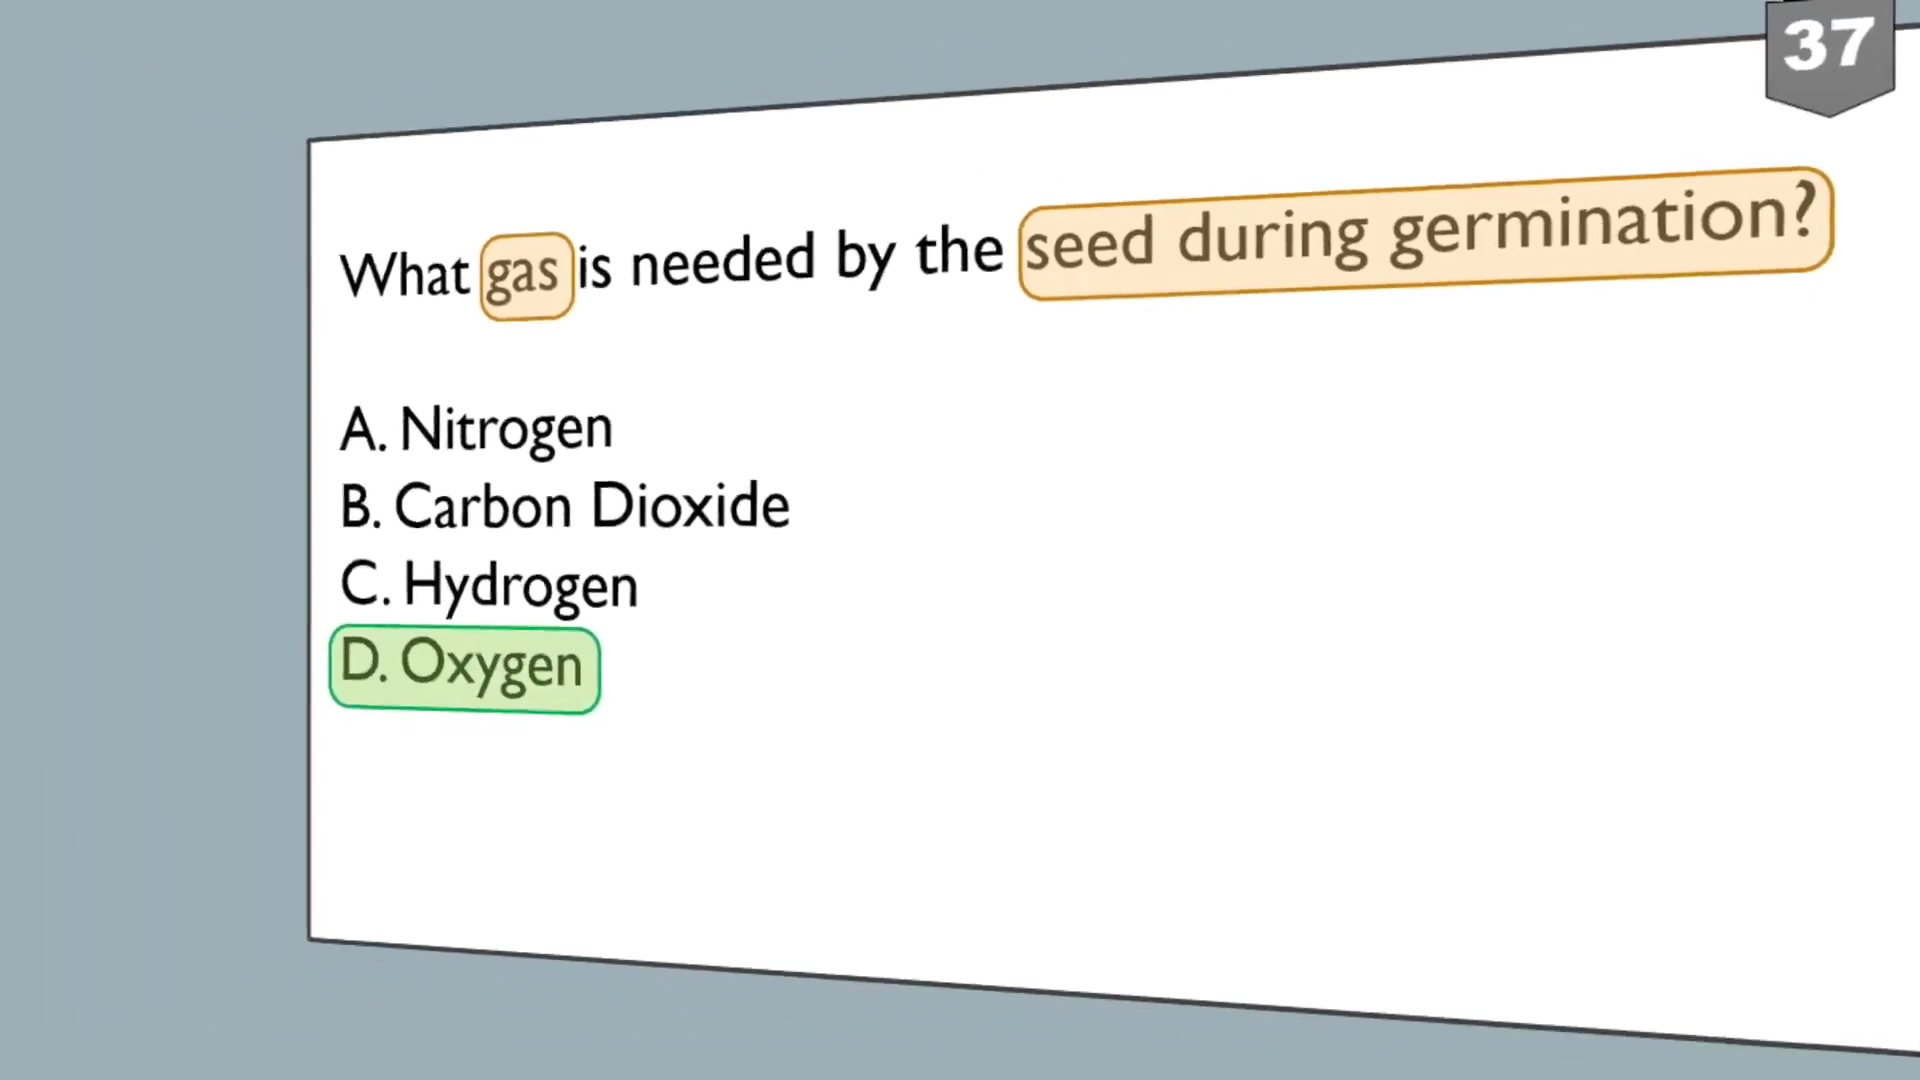 37
What gas is needed by the seed during germination?
A. Nitrogen
B. Carbon Dioxide
C. Hydrogen
D. Oxygen